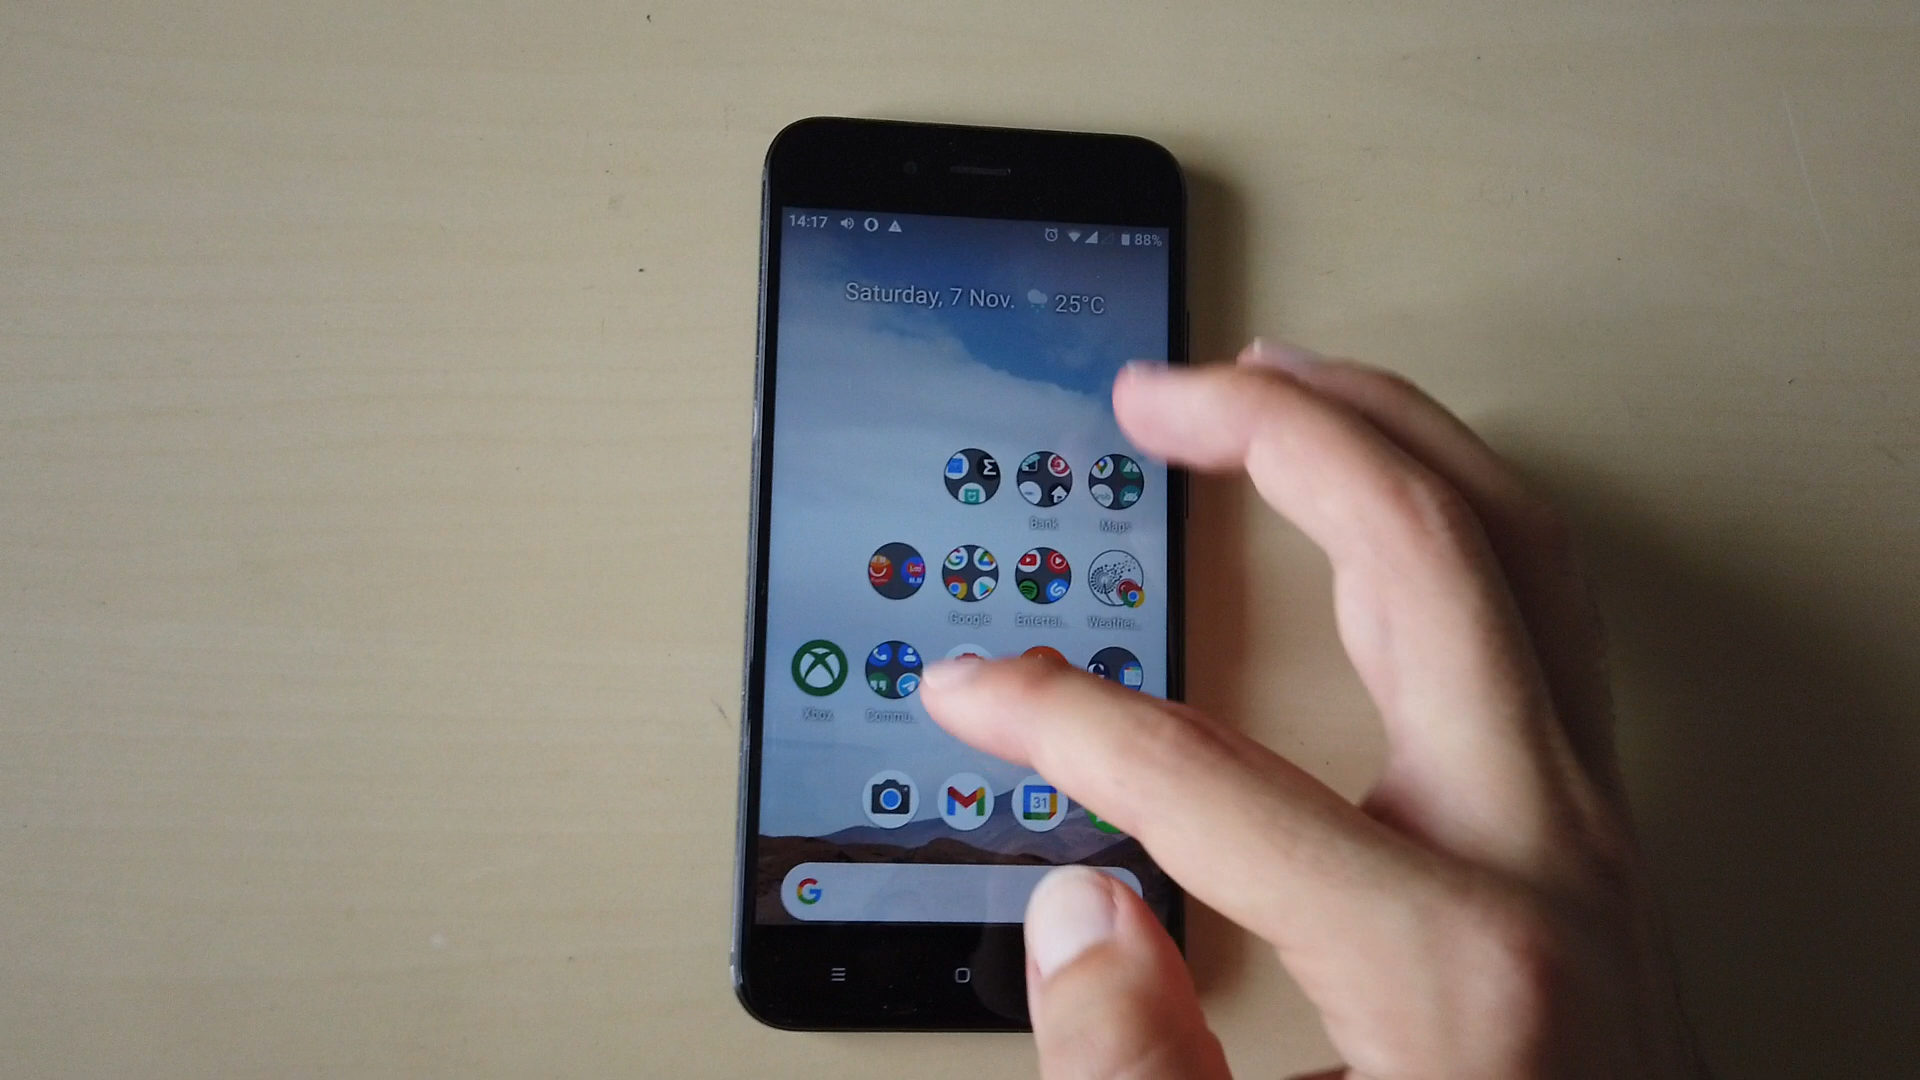 14:17 88%
Saturday, 7 Nov. 25°C
Σ
Bank Maps
Google Entertai... Weather...
Xbox Commu...
31
G